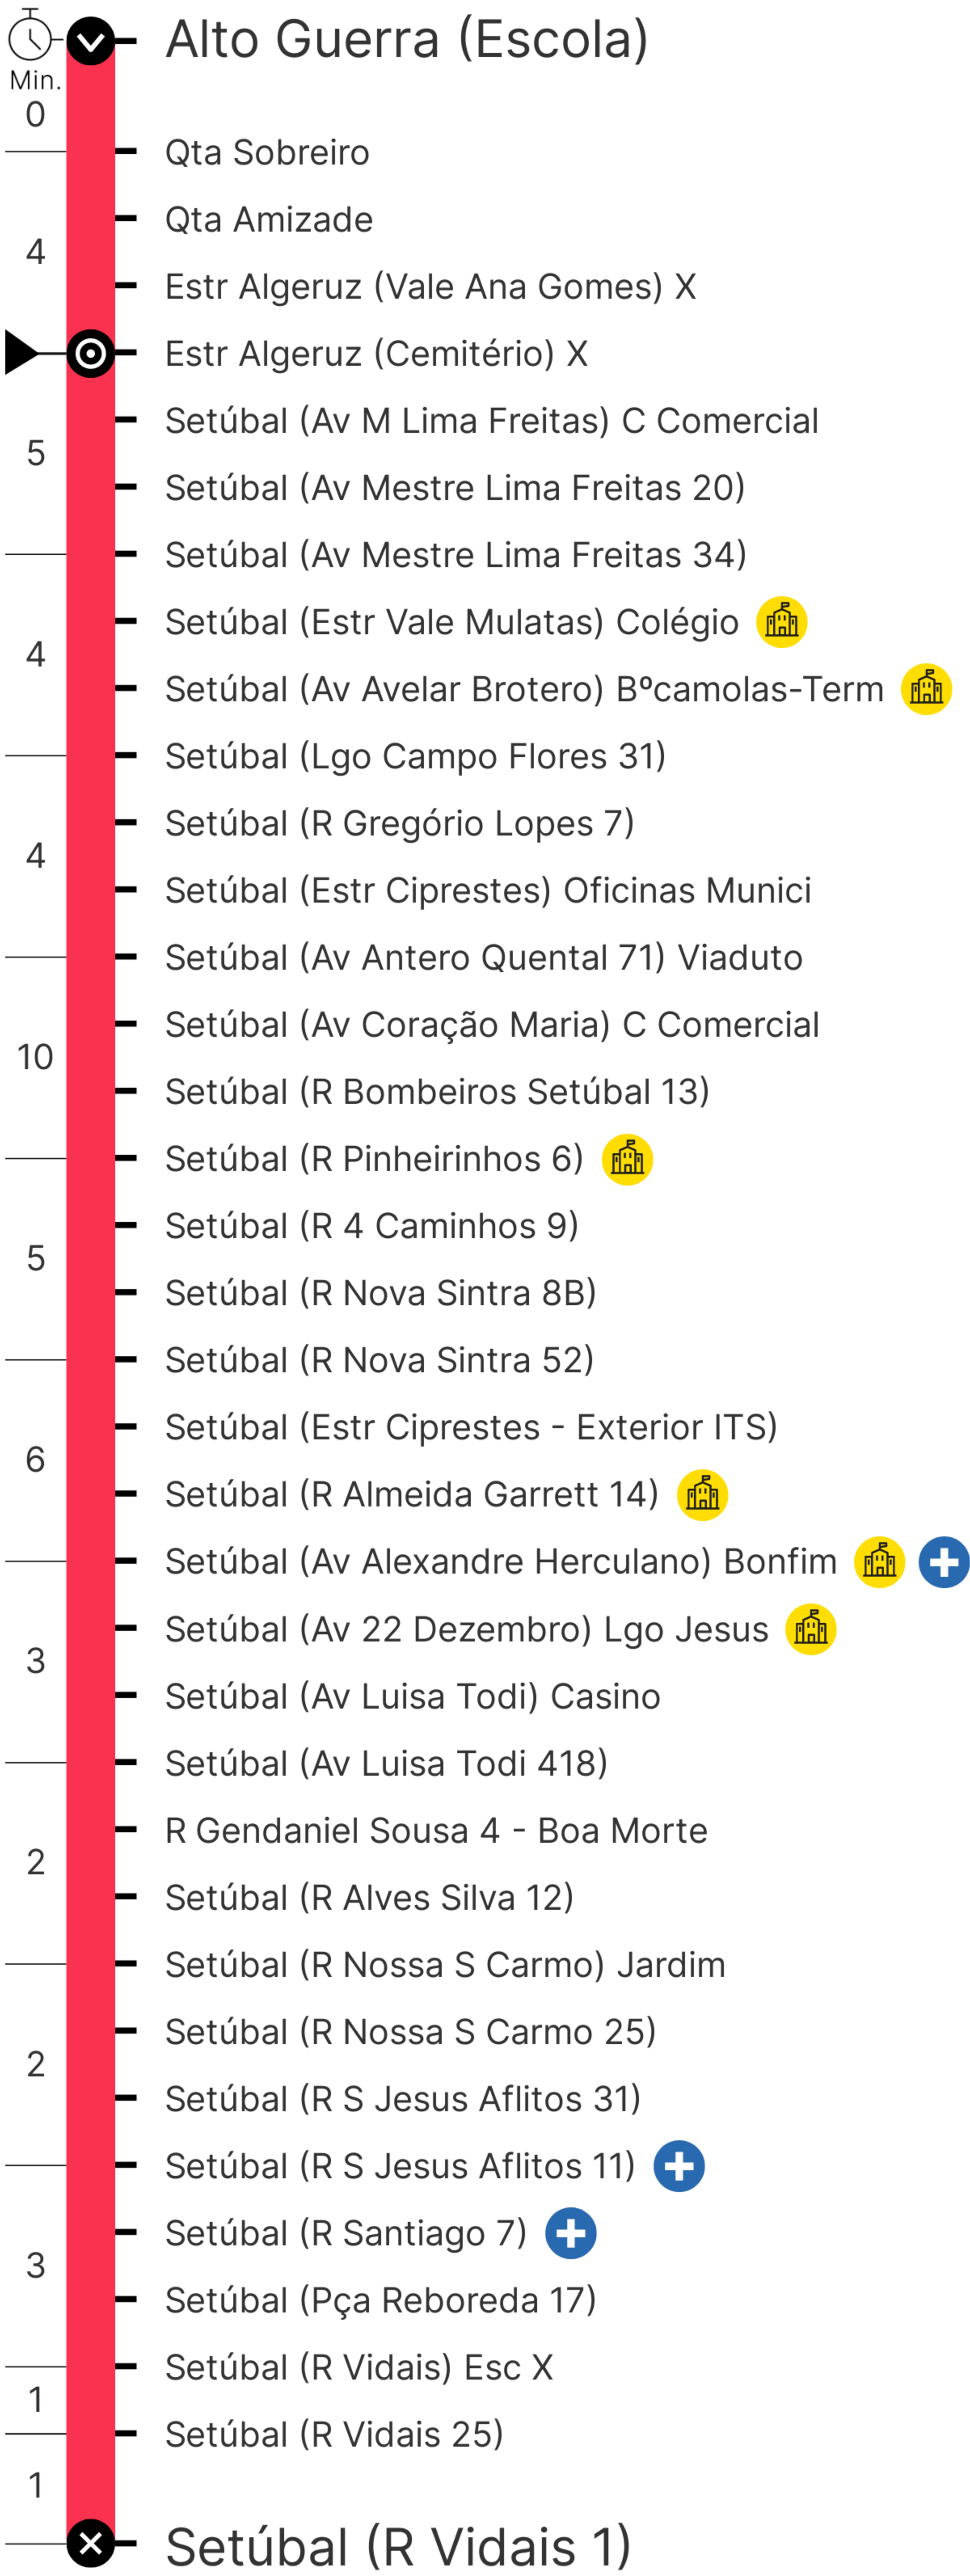 Alto Guerra (Escola)
Min.
0
Qta Sobreiro
Qta Amizade
4
Estr Algeruz (Vale Ana Gomes) X
Estr Algeruz (Cemitério) X
Setúbal (Av M Lima Freitas) C Comercial
5
Setúbal (Av Mestre Lima Freitas 20)
Setúbal (Av Mestre Lima Freitas 34)
Setúbal (Estr Vale Mulatas) Colégio
4
Setúbal (Av Avelar Brotero) Bºcamolas-Term
Setúbal (Lgo Campo Flores 31)
Setúbal (R Gregório Lopes 7)
4
Setúbal (Estr Ciprestes) Oficinas Munici
Setúbal (Av Antero Quental 71) Viaduto
Setúbal (Av Coração Maria) C Comercial
10
Setúbal (R Bombeiros Setúbal 13)
Setúbal (R Pinheirinhos 6)
Setúbal (R 4 Caminhos 9)
5
Setúbal (R Nova Sintra 8B)
Setúbal (R Nova Sintra 52)
Setúbal (Estr Ciprestes - Exterior ITS)
6
Setúbal (R Almeida Garrett 14)
Setúbal (Av Alexandre Herculano) Bonfim
Setúbal (Av 22 Dezembro) Lgo Jesus
3
Setúbal (Av Luisa Todi) Casino
Setúbal (Av Luisa Todi 418)
R Gendaniel Sousa 4 - Boa Morte
2
Setúbal (R Alves Silva 12)
Setúbal (R Nossa S Carmo) Jardim
Setúbal (R Nossa S Carmo 25)
2
Setúbal (R S Jesus Aflitos 31)
Setúbal (R S Jesus Aflitos 11)
Setúbal (R Santiago 7)
3
Setúbal (Pça Reboreda 17)
Setúbal (R Vidais) Esc X
1
Setúbal (R Vidais 25)
1
Setúbal (R Vidais 1)